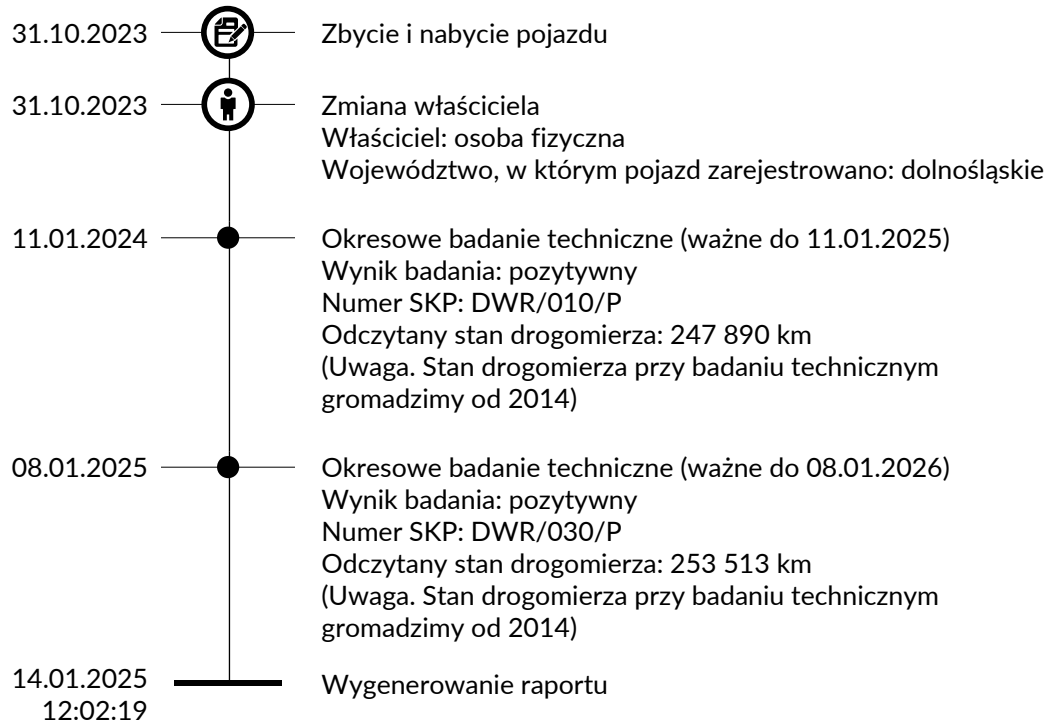 31.10.2023 Zbycie i nabycie pojazdu
31.10.2023 Zmiana właściciela
Właściciel: osoba fizyczna
Województwo, w którym pojazd zarejestrowano: dolnośląskie
11.01.2024 Okresowe badanie techniczne (ważne do 11.01.2025)
Wynik badania: pozytywny
Numer SKP: DWR/010/P
Odczytany stan drogomierza: 247 890 km
(Uwaga. Stan drogomierza przy badaniu technicznym
gromadzimy od 2014)
08.01.2025 Okresowe badanie techniczne (ważne do 08.01.2026)
Wynik badania: pozytywny
Numer SKP: DWR/030/P
Odczytany stan drogomierza: 253 513 km
(Uwaga. Stan drogomierza przy badaniu technicznym
gromadzimy od 2014)
14.01.2025 Wygenerowanie raportu
12:02:19